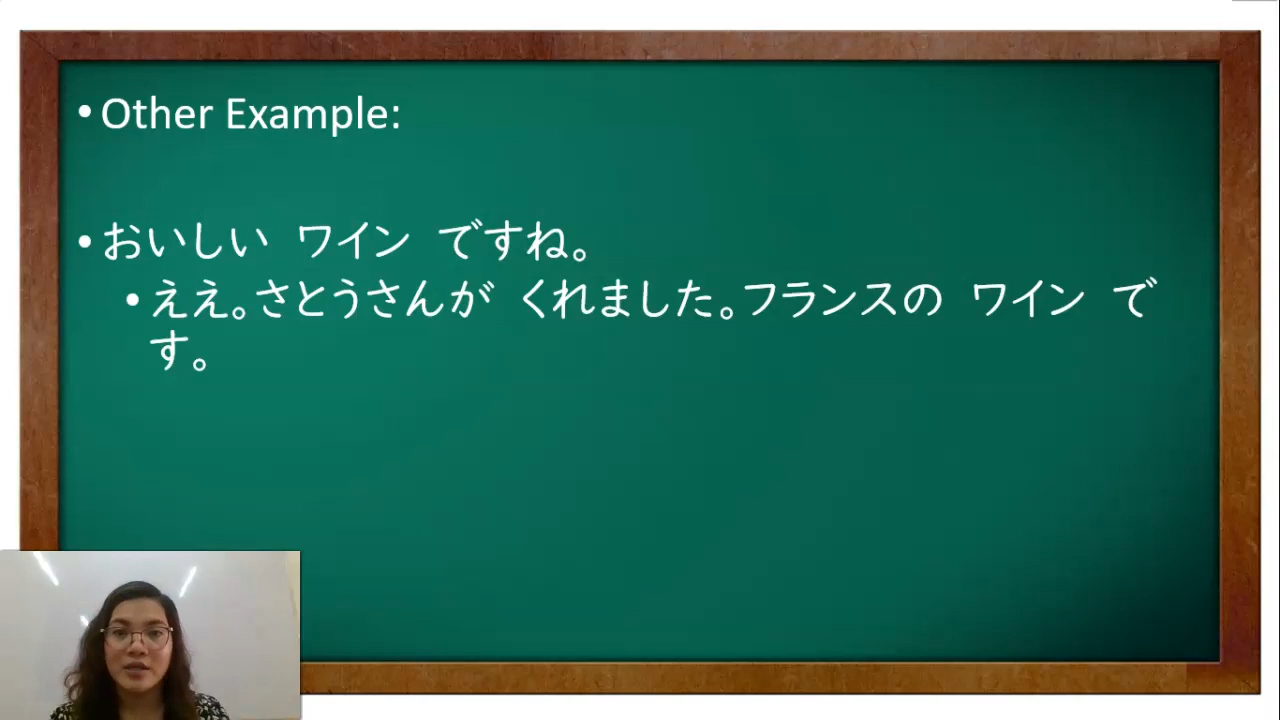 • Other Example:
• おいしい ワイン ですね。
• ええ。さとうさんが くれました。フランスの ワイン で
す。